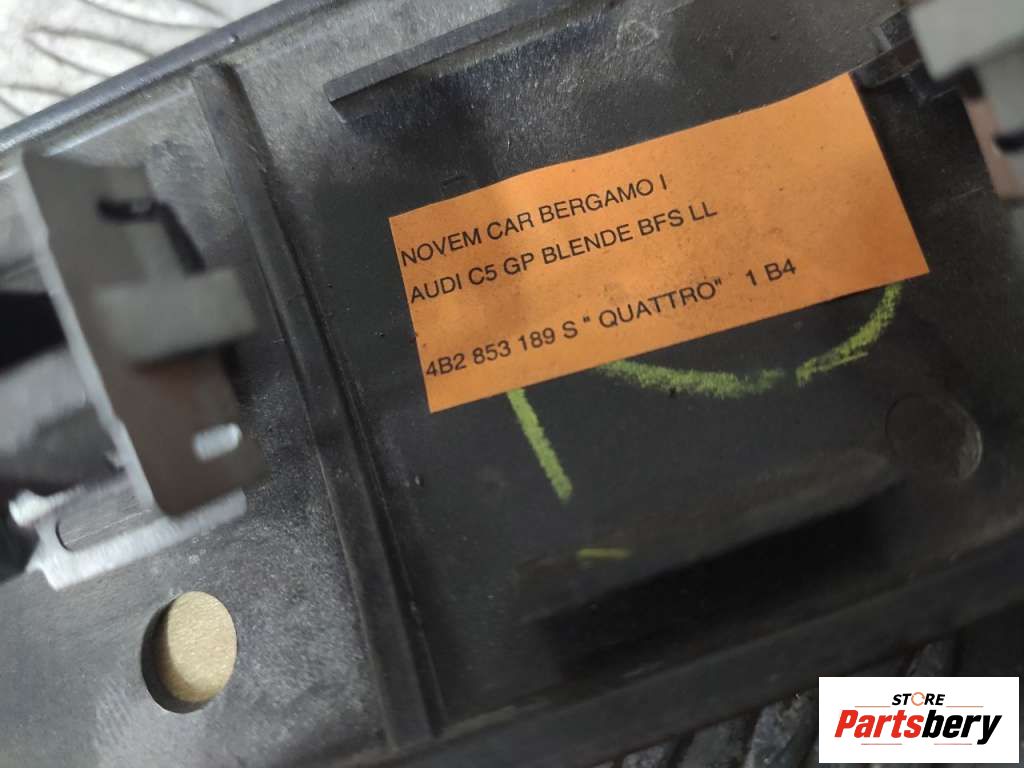 NOVEM CAR BERGAMO I
AUDI C5 GP BLENDE BFS LL
4B2 853 189 S " QUATTRO" 1 B4
STORE
Partsbery